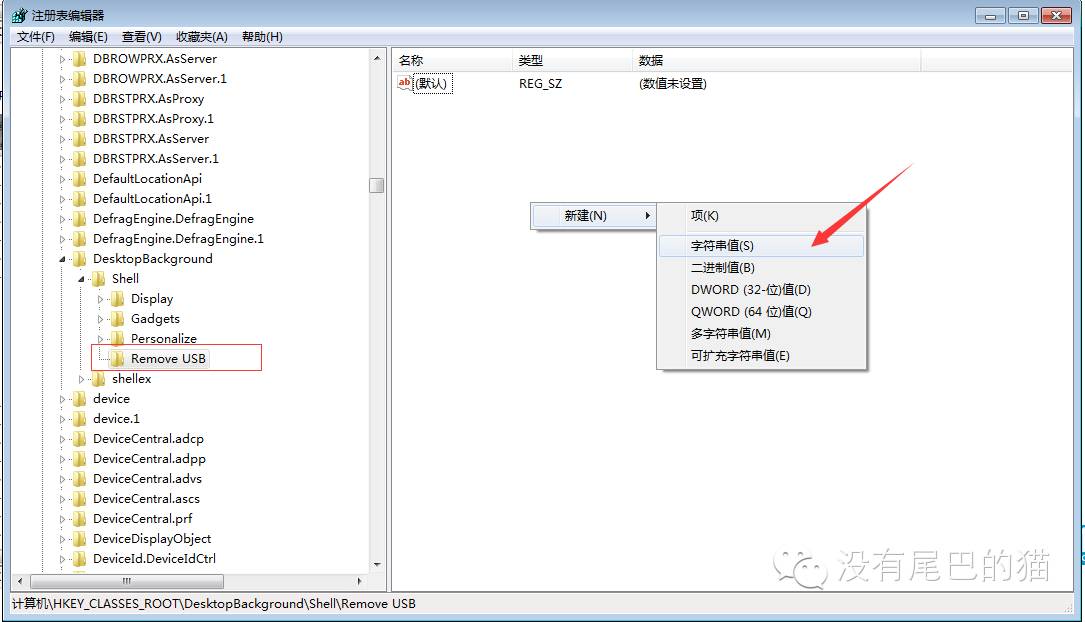 注册表编辑器
文件(F) 编辑(E) 查看(V) 收藏夹(A) 帮助(H)
DBROWPRX.AsServer
DBROWPRX.AsServer.1
DBRSTPRX.AsProxy
DBRSTPRX.AsProxy.1
DBRSTPRX.AsServer
DBRSTPRX.AsServer.1
DefaultLocationApi
DefaultLocationApi.1
DefragEngine.DefragEngine
DefragEngine.DefragEngine.1
DesktopBackground
Shell
Display
Gadgets
Personalize
Remove USB
shellex
device
device.1
DeviceCentral.adcp
DeviceCentral.adpp
DeviceCentral.advs
DeviceCentral.ascs
DeviceCentral.prf
DeviceDisplayObject
DeviceId.DeviceIdCtrl
名称 类型 数据
ab (默认) REG_SZ (数值未设置)
新建(N)
项(K)
字符串值(S)
二进制值(B)
DWORD (32-位)值(D)
QWORD (64 位)值(Q)
多字符串值(M)
可扩充字符串值(E)
没有尾巴的猫
计算机\HKEY_CLASSES_ROOT\DesktopBackground\Shell\Remove USB